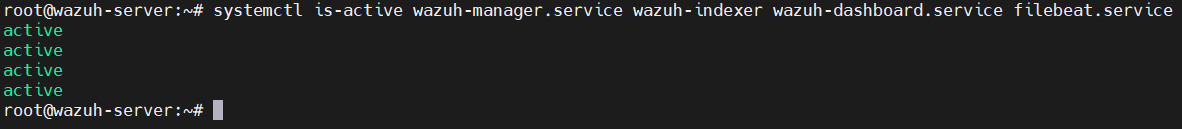 root@wazuh-server:~# systemctl is-active wazuh-manager.service wazuh-indexer wazuh-dashboard.service filebeat.service
active
active
active
active
root@wazuh-server:~#